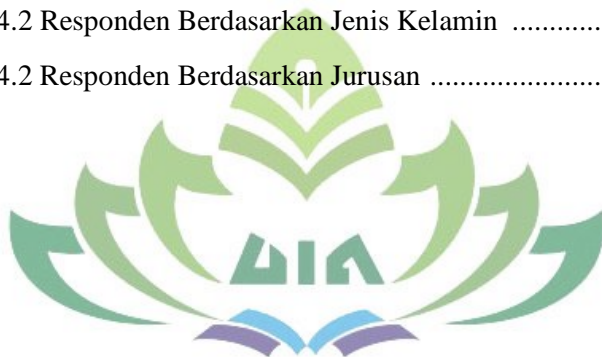 4.2 Responden Berdasarkan Jenis Kelamin ............
4.2 Responden Berdasarkan Jurusan ......................
UIN